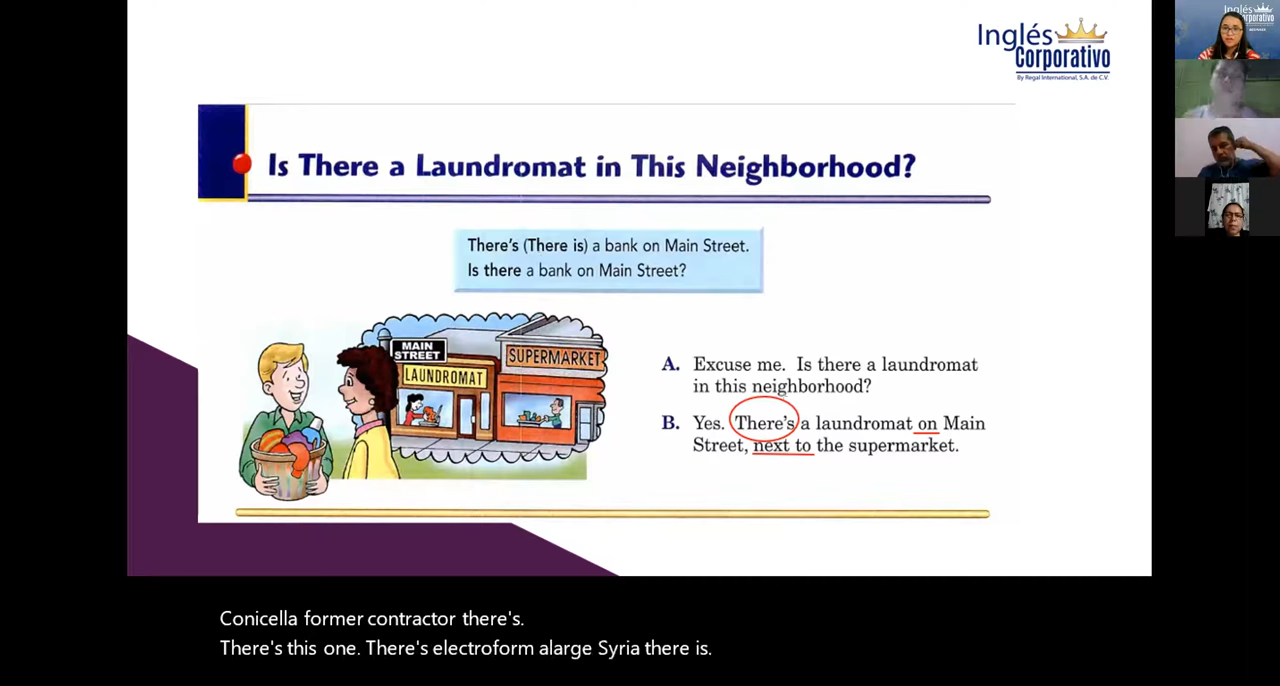 Inglés
Corporativo
By Regal International, S.A. de C.V.
Is There a Laundromat in This Neighborhood?
There's (There is) a bank on Main Street.
Is there a bank on Main Street?
MAIN
STREET
LAUNDROMAT
SUPERMARKET
A. Excuse me. Is there a laundromat
in this neighborhood?
B. Yes. There's a laundromat on Main
Street, next to the supermarket.
Conicella former contractor there's.
There's this one. There's electroform alarge Syria there is.
Inglés